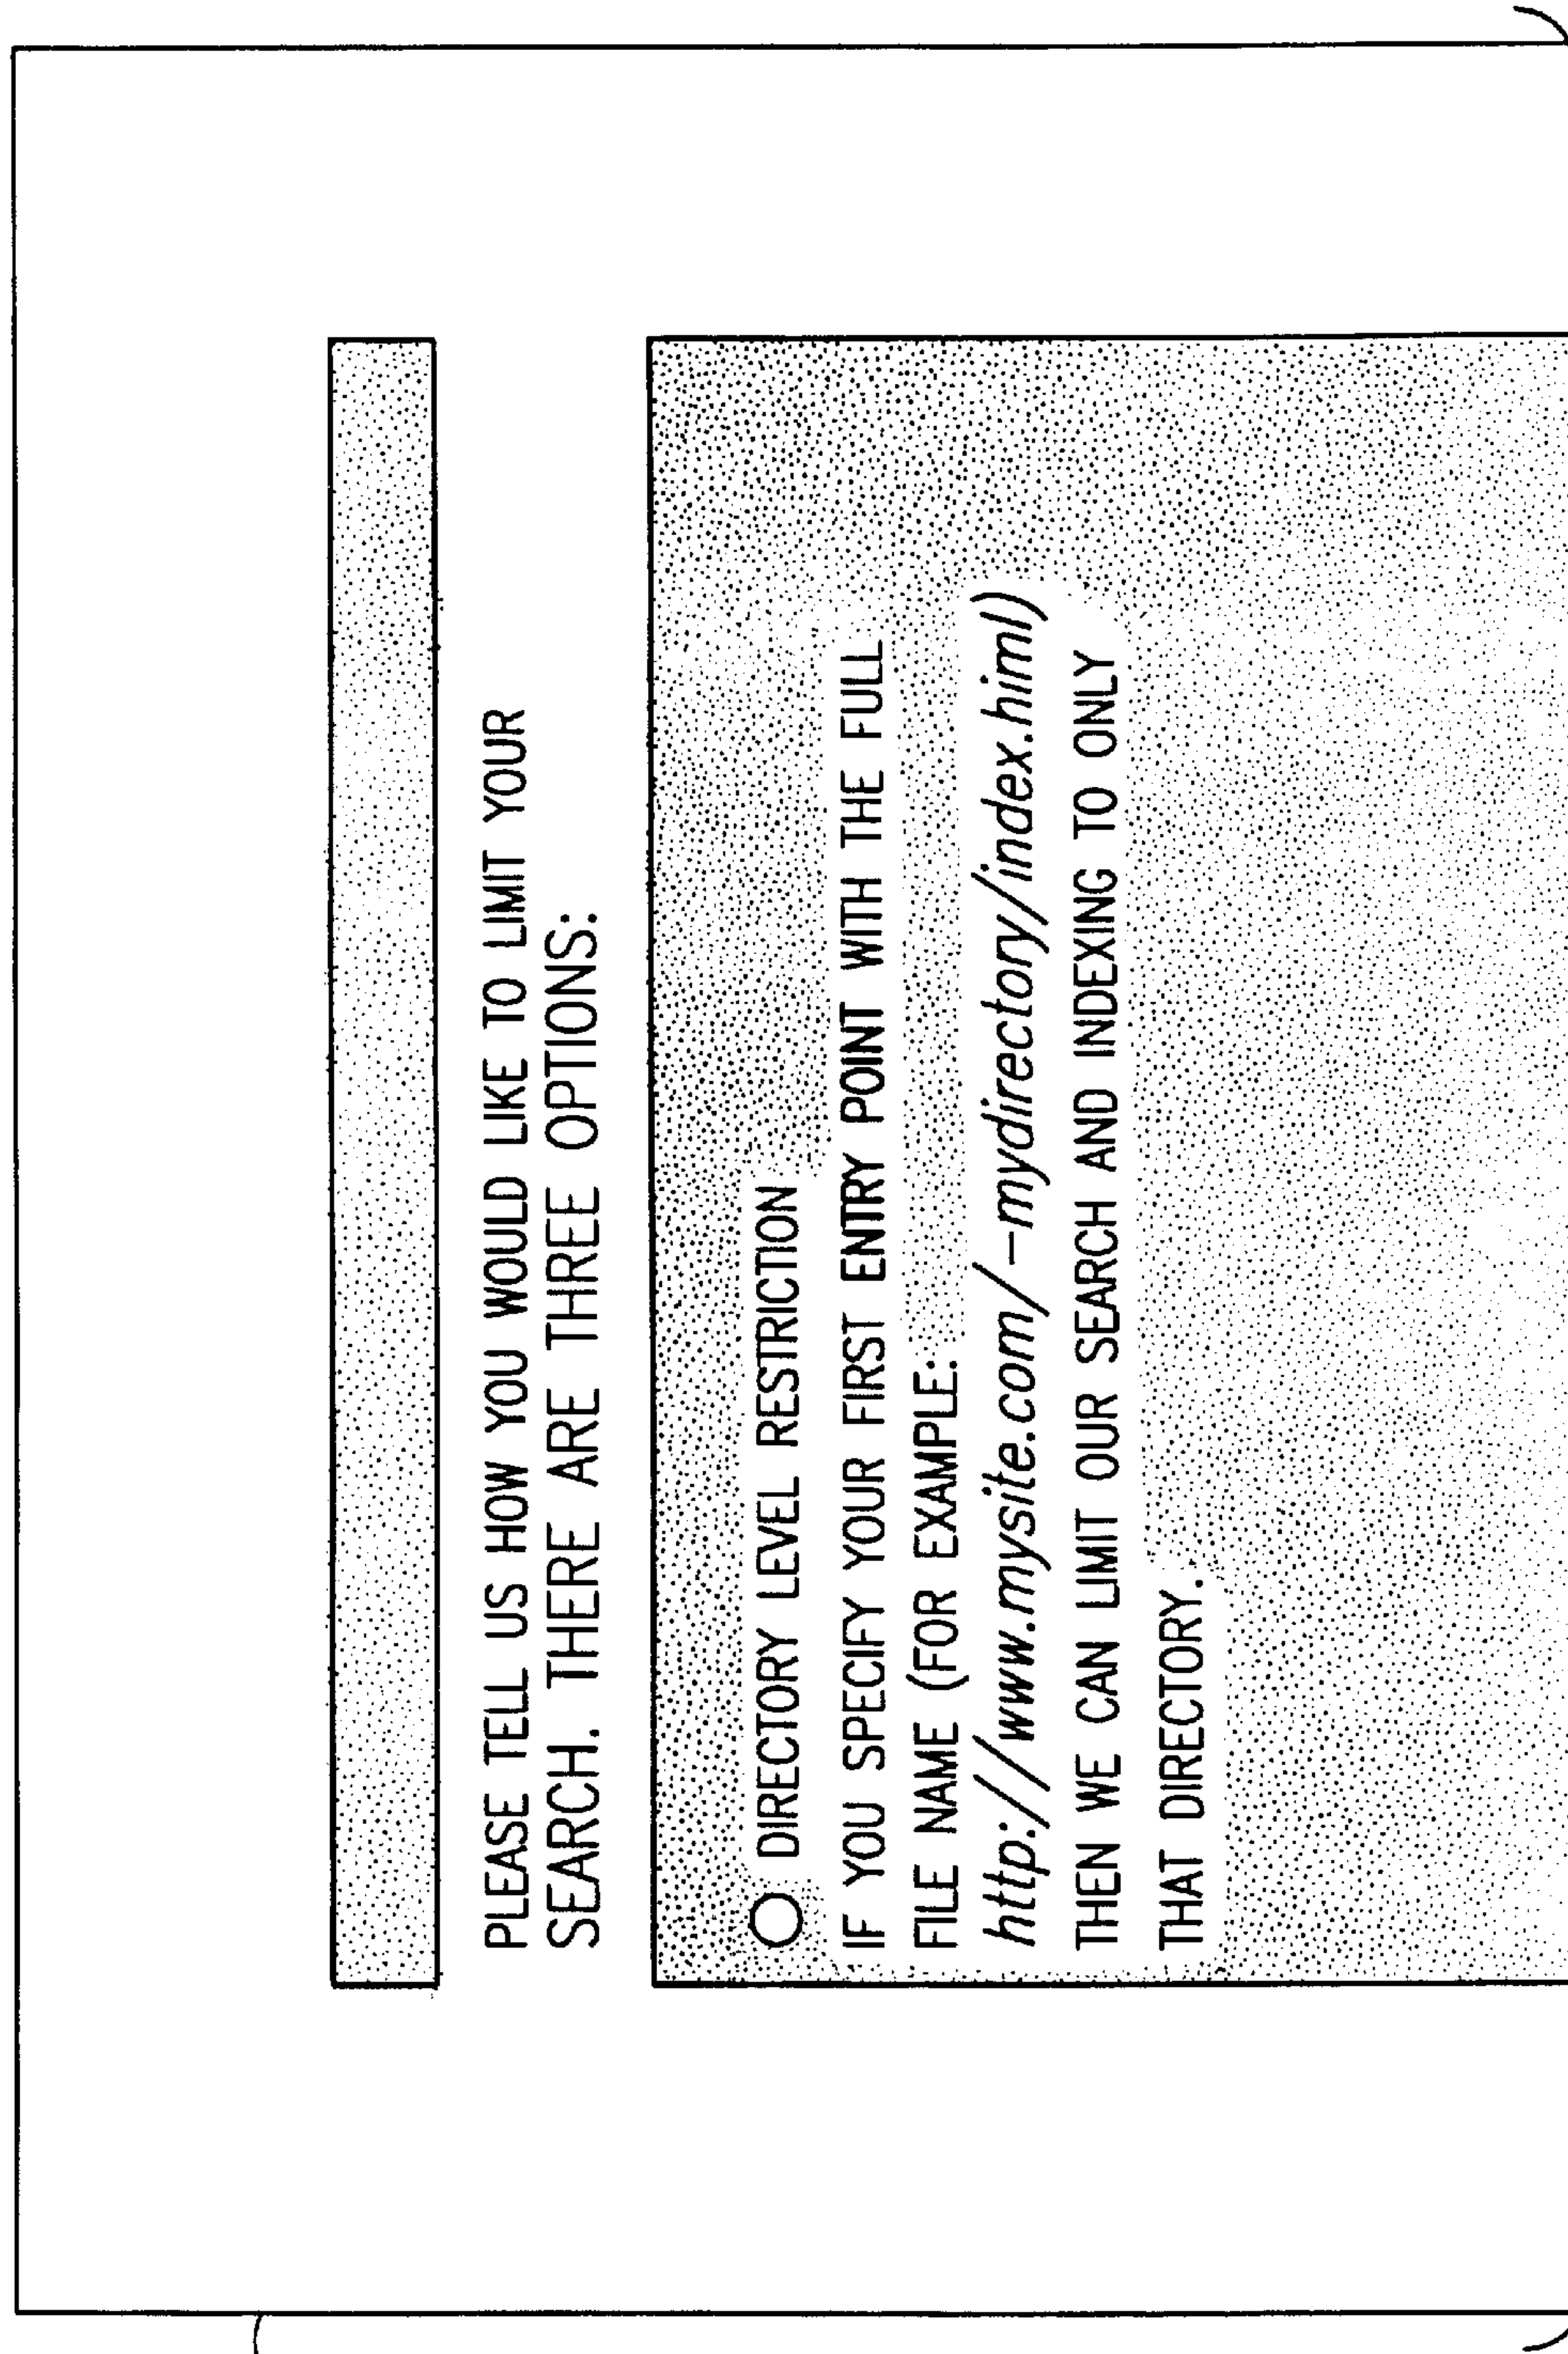 PLEASE TELL US HOW YOU WOULD LIKE TO LIMIT YOUR
SEARCH. THERE ARE THREE OPTIONS:
DIRECTORY LEVEL RESTRICTION
IF YOU SPECIFY YOUR FIRST ENTRY POINT WITH THE FULL
FILE NAME (FOR EXAMPLE:
http://www.mysite.com/-mydirectory/index.himl)
THEN WE CAN LIMIT OUR SEARCH AND INDEXING TO ONLY
THAT DIRECTORY.